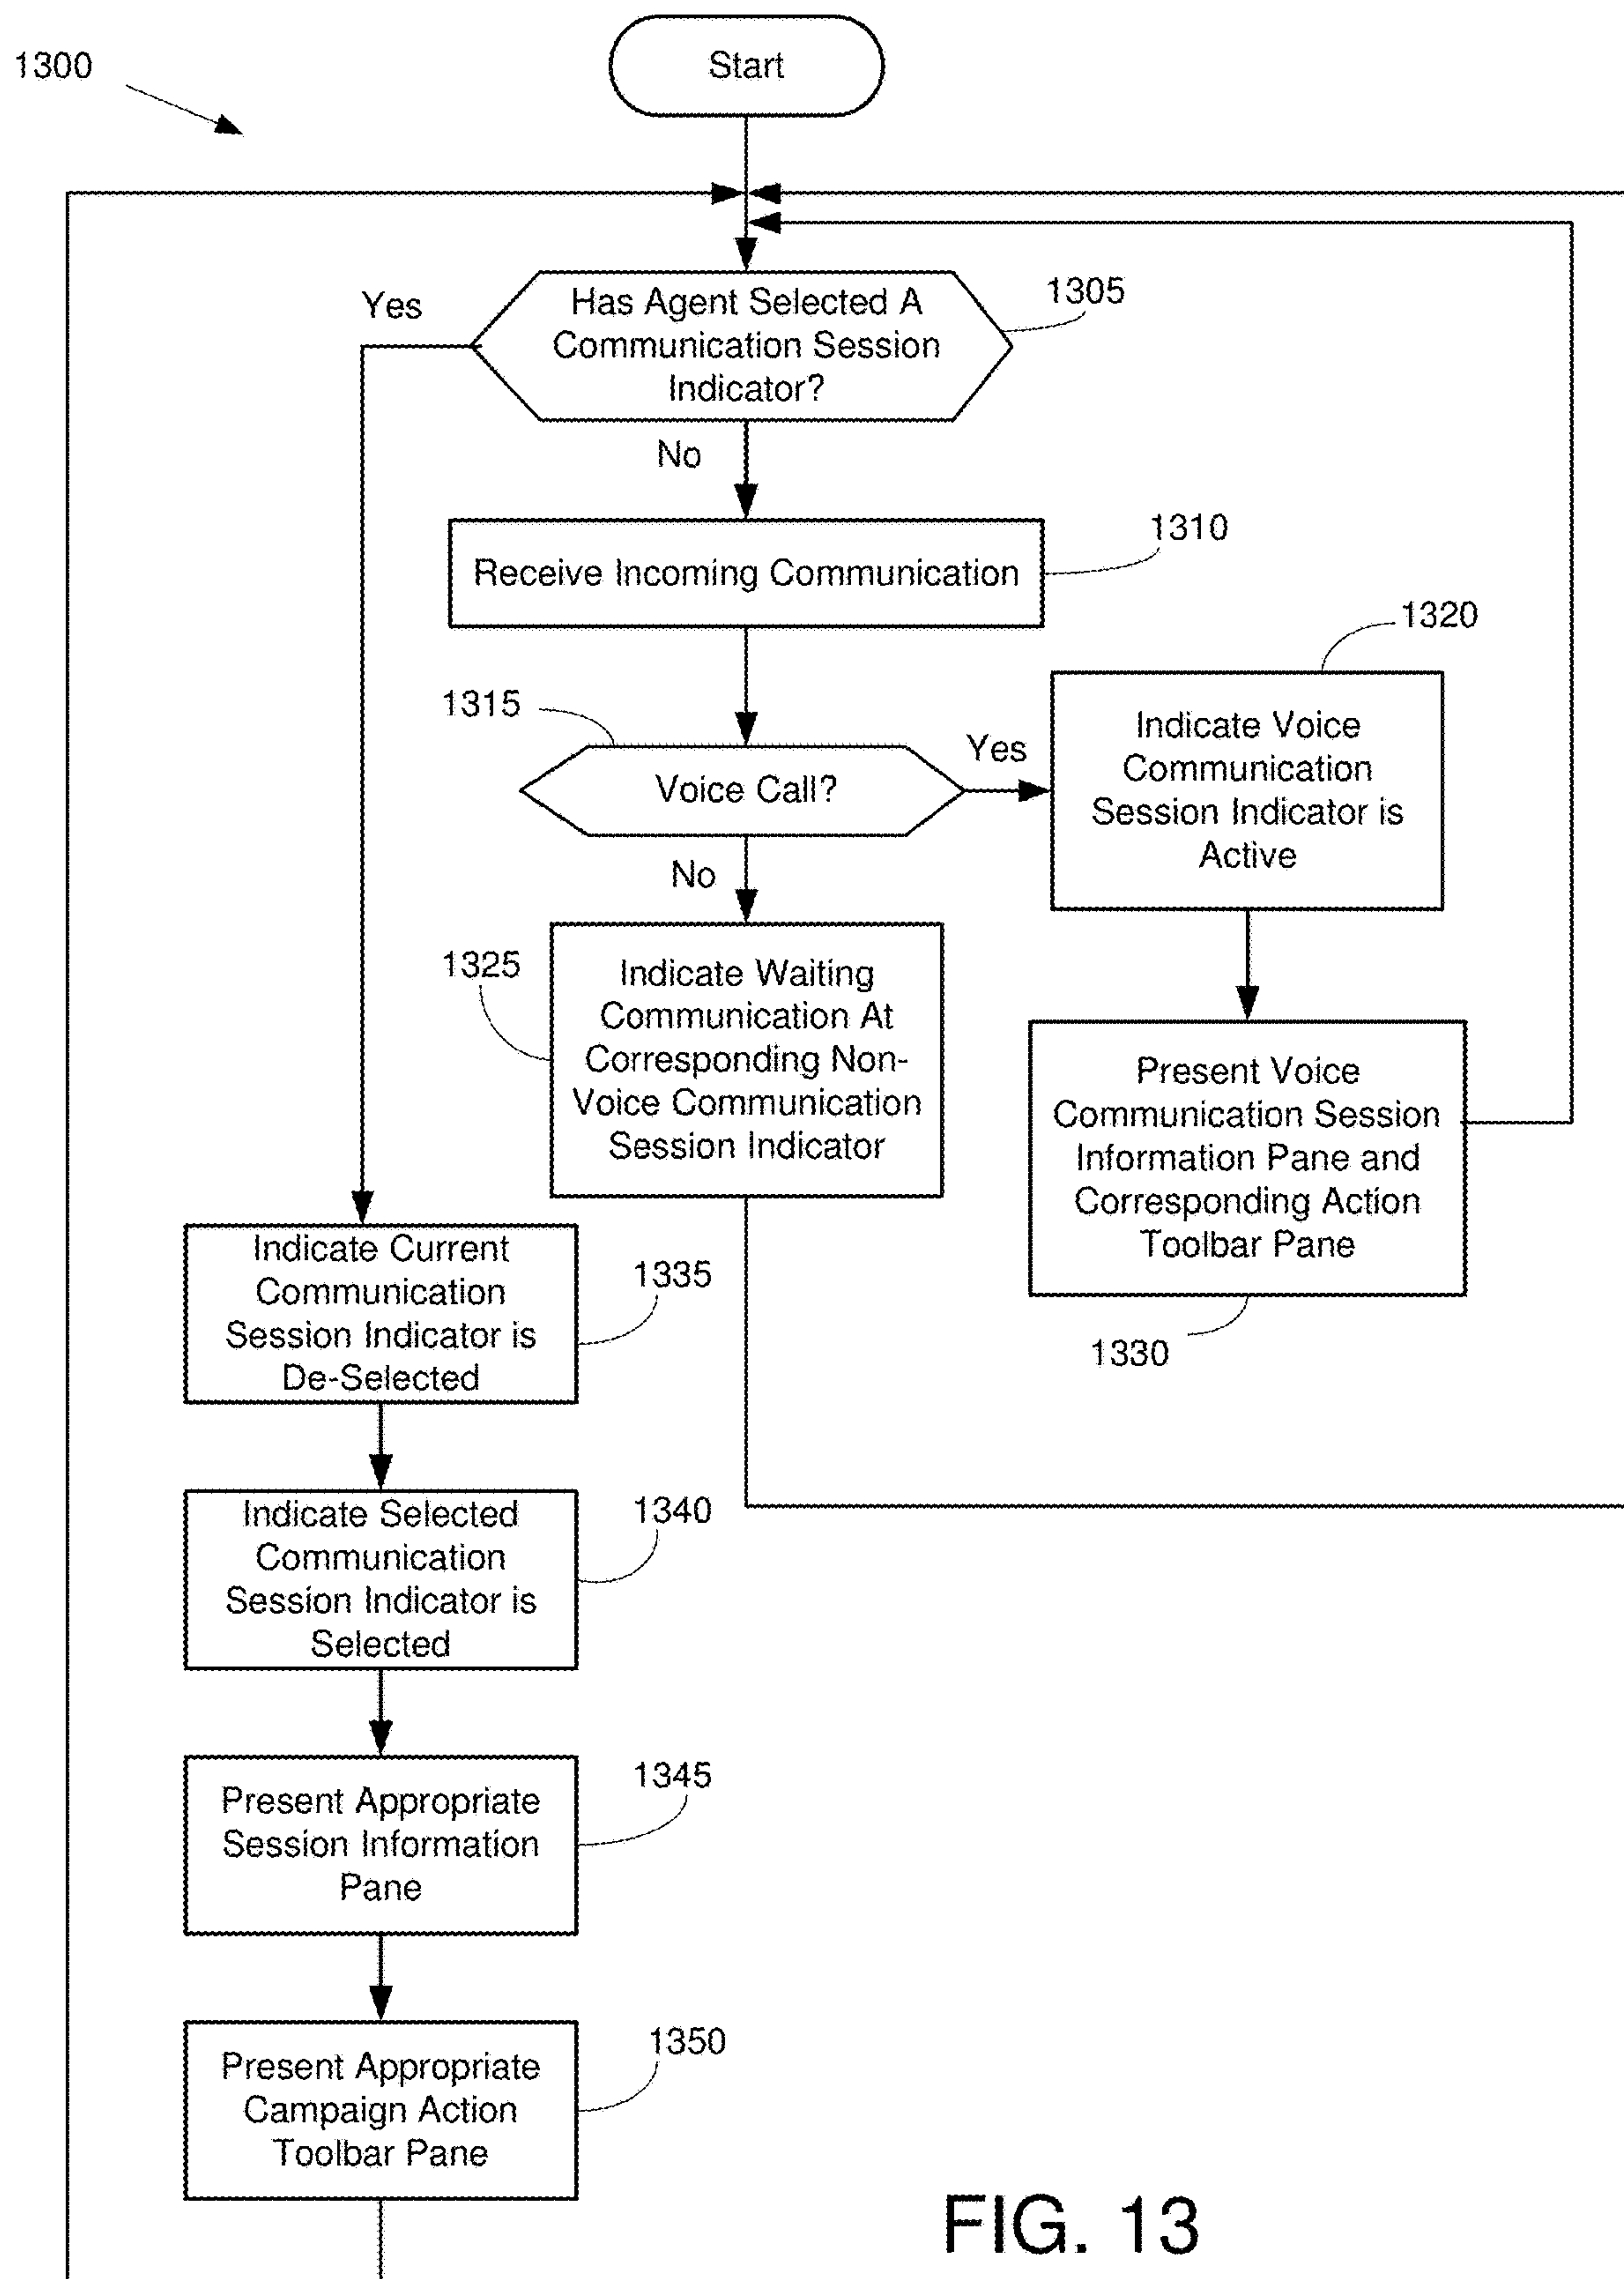 1300
Start
Yes
Has Agent Selected A
Communication Session
Indicator?
1305
No
Receive Incoming Communication
1310
1315
Voice Call?
Yes
1320
Indicate Voice
Communication
Session Indicator is
Active
No
1325
Indicate Waiting
Communication At
Corresponding Non-
Voice Communication
Session Indicator
Present Voice
Communication Session
Information Pane and
Corresponding Action
Toolbar Pane
1330
Indicate Current
Communication
Session Indicator is
De-Selected
1335
Indicate Selected
Communication
Session Indicator is
Selected
1340
Present Appropriate
Session Information
Pane
1345
Present Appropriate
Campaign Action
Toolbar Pane
1350
FIG. 13